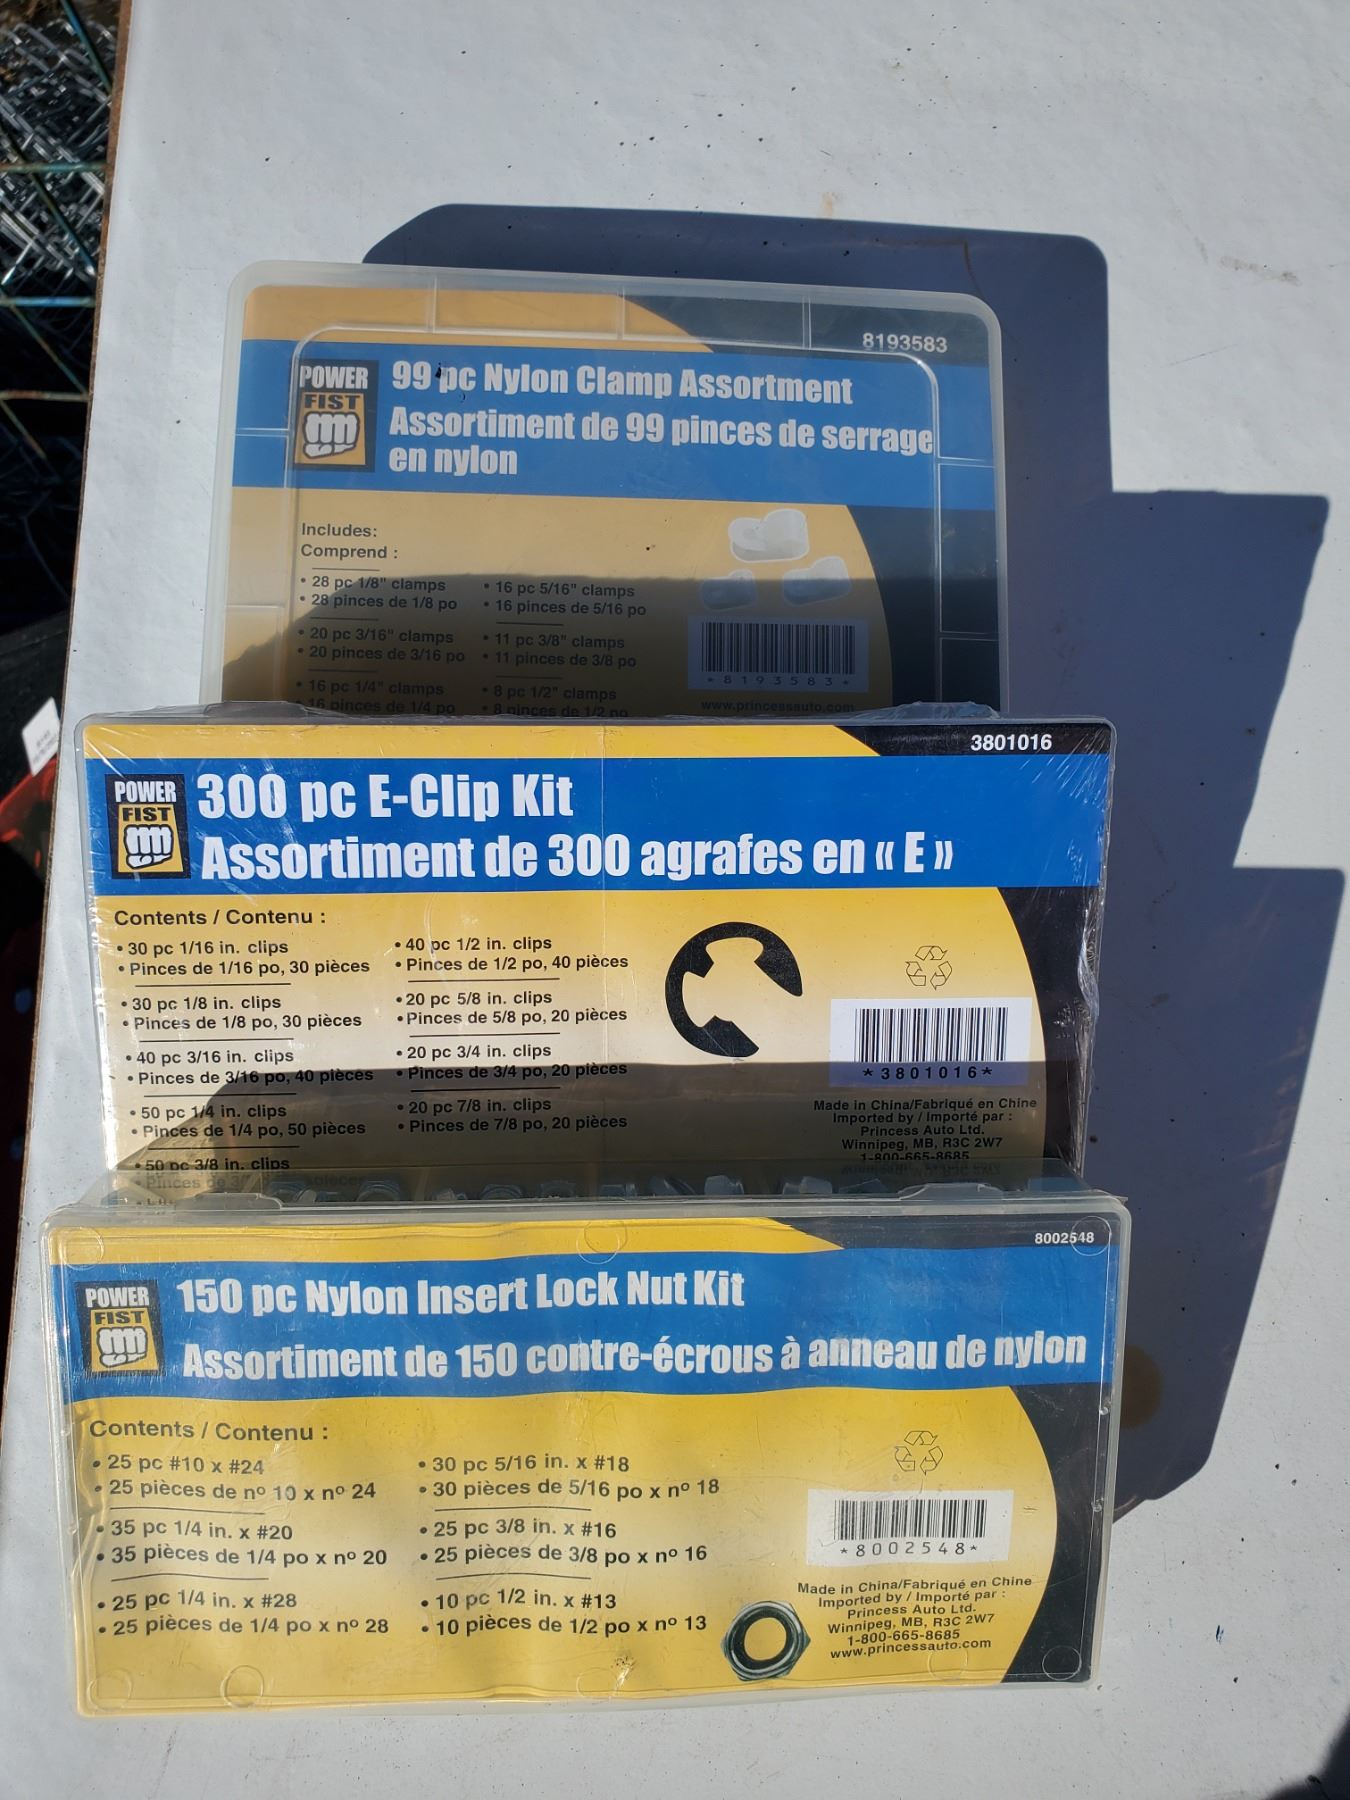 8193583
POWER
FIST
99 pc Nylon Clamp Assortment
Assortiment de 99 pinces de serrage
en nylon
Includes:
Comprend :
• 28 pc 1/8" clamps
• 28 pinces de 1/8 po
• 20 pc 3/16" clamps
• 20 pinces de 3/16 po
• 16 pc 1/4" clamps
• 16 pinces de 1/4 po
• 16 pc 5/16" clamps
• 16 pinces de 5/16 po
• 11 pc 3/8" clamps
• 11 pinces de 3/8 po
• 8 pc 1/2" clamps
• 8 pinces de 1/2 po
*8193583*
www.princessauto.com
3801016
POWER
FIST
300 pc E-Clip Kit
Assortiment de 300 agrafes en « E »
Contents / Contenu :
• 30 pc 1/16 in. clips
• Pinces de 1/16 po, 30 pièces
• 30 pc 1/8 in. clips
• Pinces de 1/8 po, 30 pièces
• 40 pc 3/16 in. clips
• Pinces de 3/16 po, 40 pièces
• 50 pc 1/4 in. clips
• Pinces de 1/4 po, 50 pièces
• 50 pc 3/8 in. clips
• Pinces de
• 40 pc 1/2 in. clips
• Pinces de 1/2 po, 40 pièces
• 20 pc 5/8 in. clips
• Pinces de 5/8 po, 20 pièces
• 20 pc 3/4 in. clips
• Pinces de 3/4 po, 20 pièces
• 20 pc 7/8 in. clips
• Pinces de 7/8 po, 20 pièces
*3801016*
Made in China/Fabriqué en Chine
Imported by / Importé par :
Princess Auto Ltd.
Winnipeg, MB, R3C 2W7
1-800-665-8685
8002548
POWER
FIST
150 pc Nylon Insert Lock Nut Kit
Assortiment de 150 contre-écrous à anneau de nylon
Contents / Contenu :
• 25 pc #10 x #24
• 25 pièces de nº 10 x nº 24
• 35 pc 1/4 in. x #20
• 35 pièces de 1/4 po x nº 20
• 25 pc 1/4 in. x #28
• 25 pièces de 1/4 po x nº 28
• 30 pc 5/16 in. x #18
• 30 pièces de 5/16 po x nº 18
• 25 pc 3/8 in. x #16
• 25 pièces de 3/8 po x nº 16
• 10 pc 1/2 in. x #13
• 10 pièces de 1/2 po x nº 13
*8002548*
Made in China/Fabriqué en Chine
Imported by / Importé par :
Princess Auto Ltd.
Winnipeg, MB, R3C 2W7
1-800-665-8685
www.princessauto.com